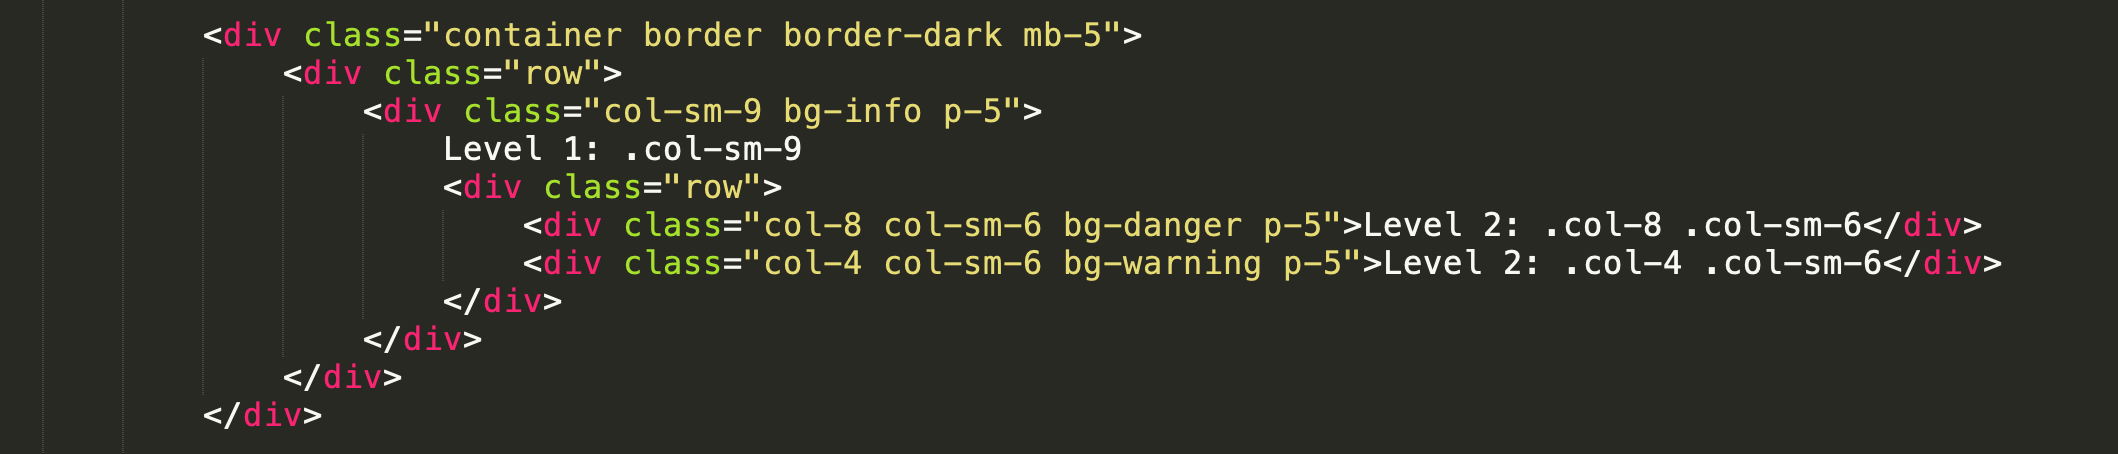 <div class="container border border-dark mb-5">
    <div class="row">
        <div class="col-sm-9 bg-info p-5">
            Level 1: .col-sm-9
            <div class="row">
                <div class="col-8 col-sm-6 bg-danger p-5">Level 2: .col-8 .col-sm-6</div>
                <div class="col-4 col-sm-6 bg-warning p-5">Level 2: .col-4 .col-sm-6</div>
            </div>
        </div>
    </div>
</div>